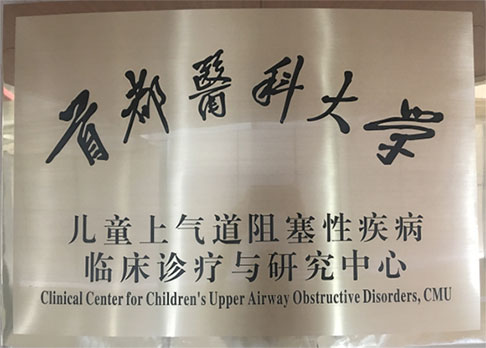 首都醫科大学
儿童上气道阻塞性疾病
临床诊疗与研究中心
Clinical Center for Children's Upper Airway Obstructive Disorders, CMU